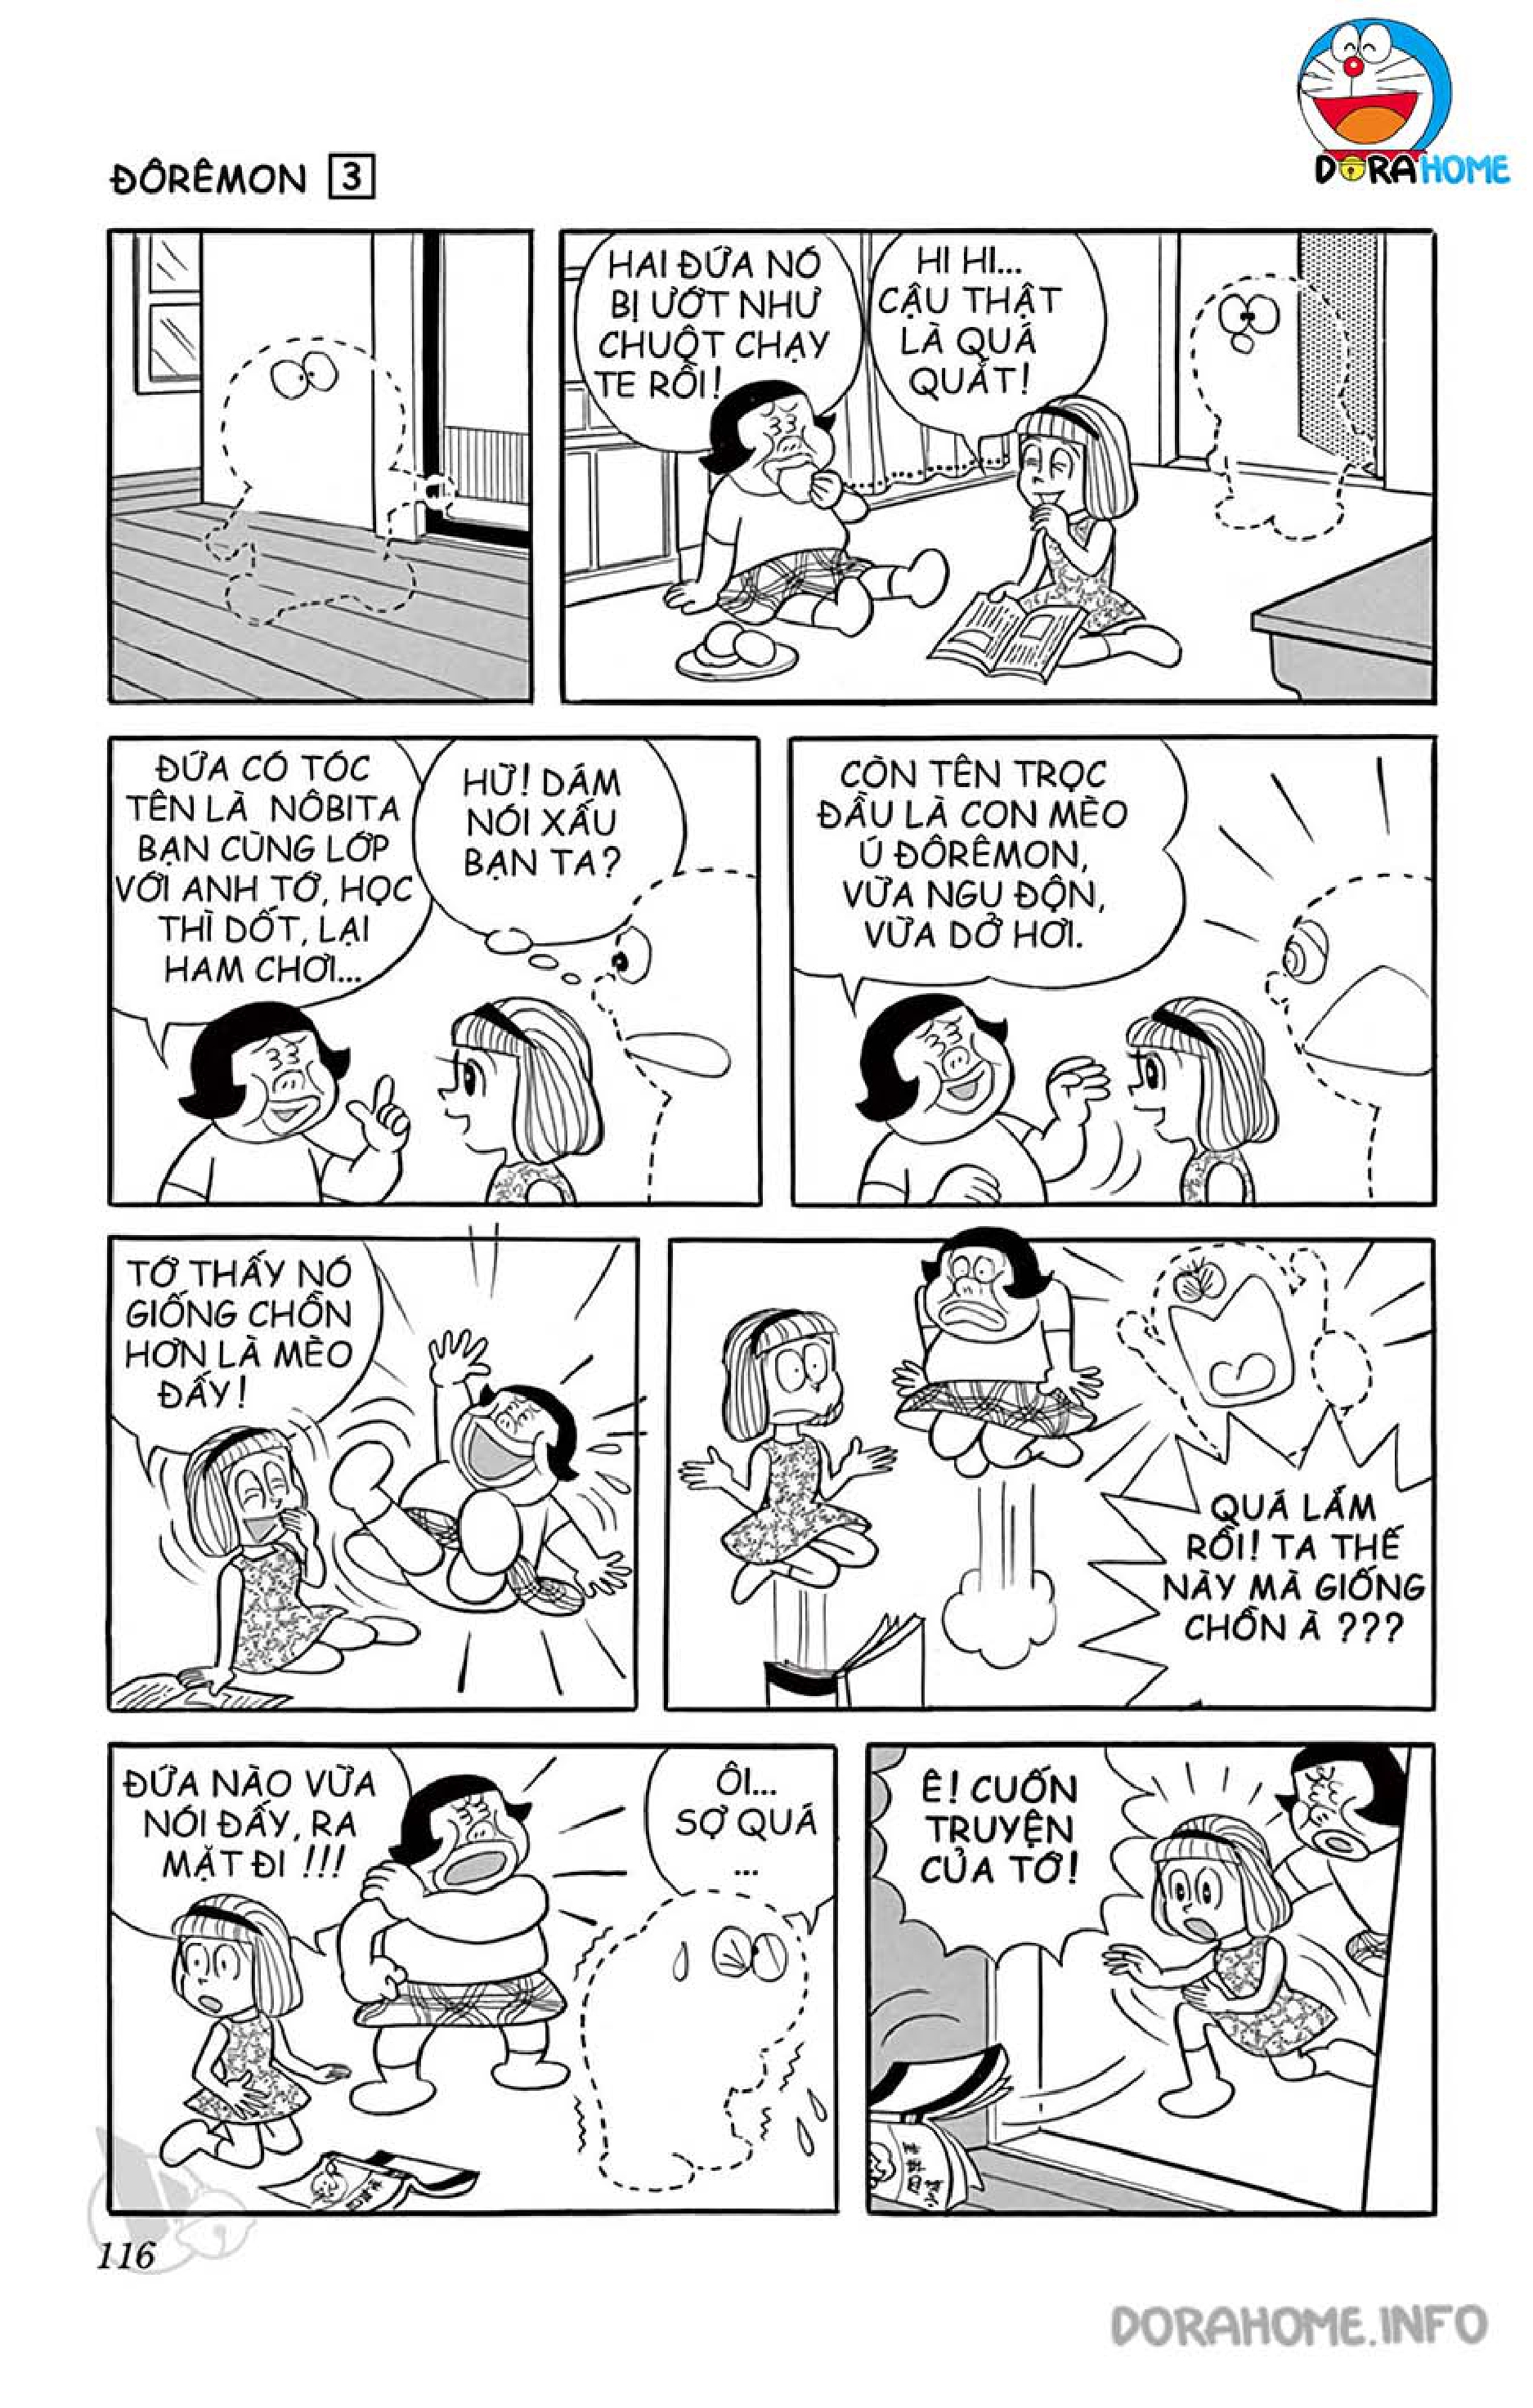 DORAHOME
ĐÔRÊMON 3
HAI ĐỨA NÓ
BỊ ƯỚT NHƯ
CHUỘT CHẠY
TE RỒI!
HI HI...
CẬU THẬT
LÀ QUÁ
QUẮT!
ĐỨA CÓ TÓC
TÊN LÀ NÔBITA
BẠN CÙNG LỚP
VỚI ANH TỚ, HỌC
THÌ DỐT, LẠI
HAM CHƠI...
HỪ! DÁM
NÓI XẤU
BẠN TA?
CÒN TÊN TRỌC
ĐẦU LÀ CON MÈO
Ú ĐÔRÊMON,
VỪA NGU ĐỘN,
VỪA DỞ HƠI.
TỚ THẤY NÓ
GIỐNG CHỒN
HƠN LÀ MÈO
ĐẤY!
QUÁ LẮM
RỒI! TA THẾ
NÀY MÀ GIỐNG
CHỒN À ???
ĐỨA NÀO VỪA
NÓI ĐẤY, RA
MẶT ĐI !!!
ÔI...
SỢ QUÁ
...
Ê! CUỐN
TRUYỆN
CỦA TỚ!
116
DORAHOME.INFO